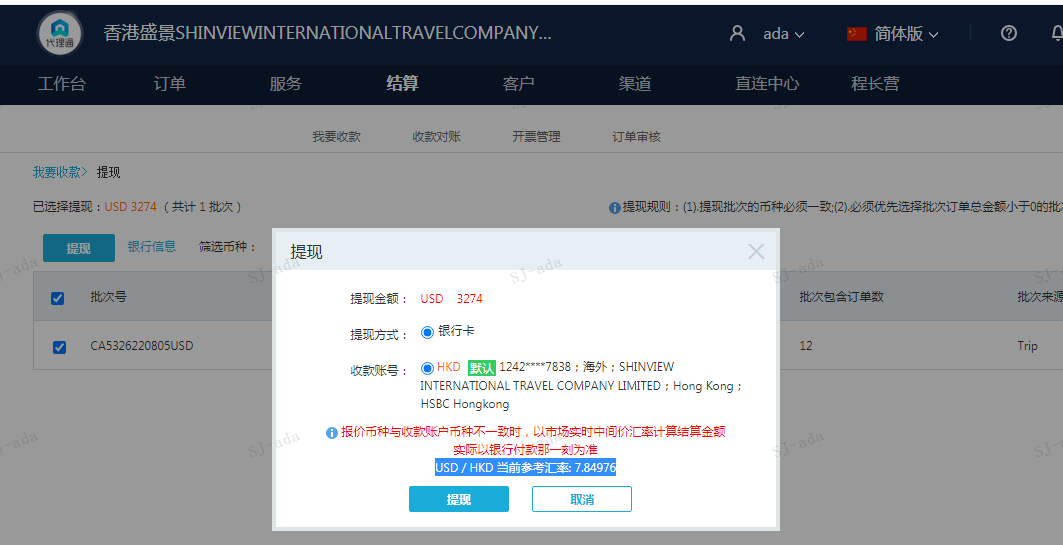 代理通
香港盛景SHINVIEWINTERNATIONALTRAVELCOMPANY...
ada
简体版
工作台 订单 服务 结算 客户 渠道 直连中心 程长营
我要收款 收款对账 开票管理 订单审核
我要收款> 提现
已选择提现：USD 3274 （ 共计 1 批次 ）
提现规则：(1).提现批次的币种必须一致;(2).必须优先选择批次订单总金额小于0的批
提现 银行信息 筛选币种：
批次号 批次包含订单数 批次来源
CA5326220805USD 12 Trip
提现
提现金额： USD 3274
提现方式： 银行卡
收款账号： HKD 默认 1242****7838；海外；SHINVIEW
INTERNATIONAL TRAVEL COMPANY LIMITED；Hong Kong；
HSBC Hongkong
报价币种与收款账户币种不一致时，以市场实时中间价汇率计算结算金额
实际以银行付款那一刻为准
USD / HKD 当前参考汇率: 7.84976
提现 取消
SJ-ada
SJ-ada
SJ-ada
SJ-ada
SJ-ada